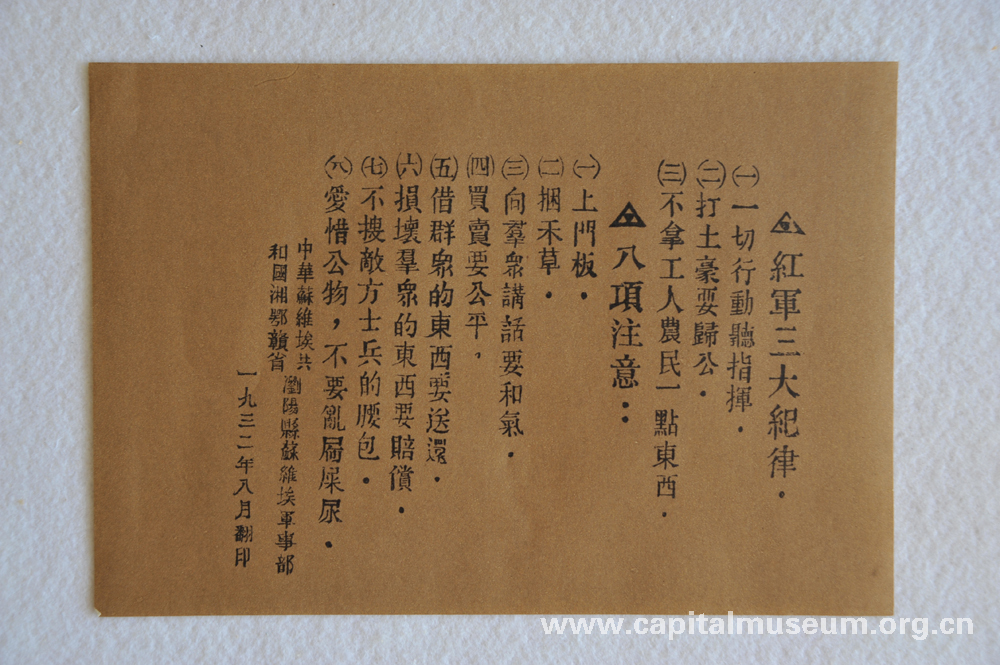 紅軍三大紀律．
㈠一切行動聽指揮．
㈡打土豪要歸公．
㈢不拿工人農民一點東西．
八項注意：
㈠上門板．
㈡捆禾草．
㈢向羣衆講話要和氣．
㈣買賣要公平．
㈤借群衆的東西要送還．
㈥損壞羣衆的東西要賠償．
㈦不搜敵方士兵的腰包．
㈧愛惜公物，不要亂屙屎尿．
中華蘇維埃共
和國湘鄂贛省
瀏陽縣蘇維埃軍事部
一九三二年八月翻印
www.capitalmuseum.org.cn